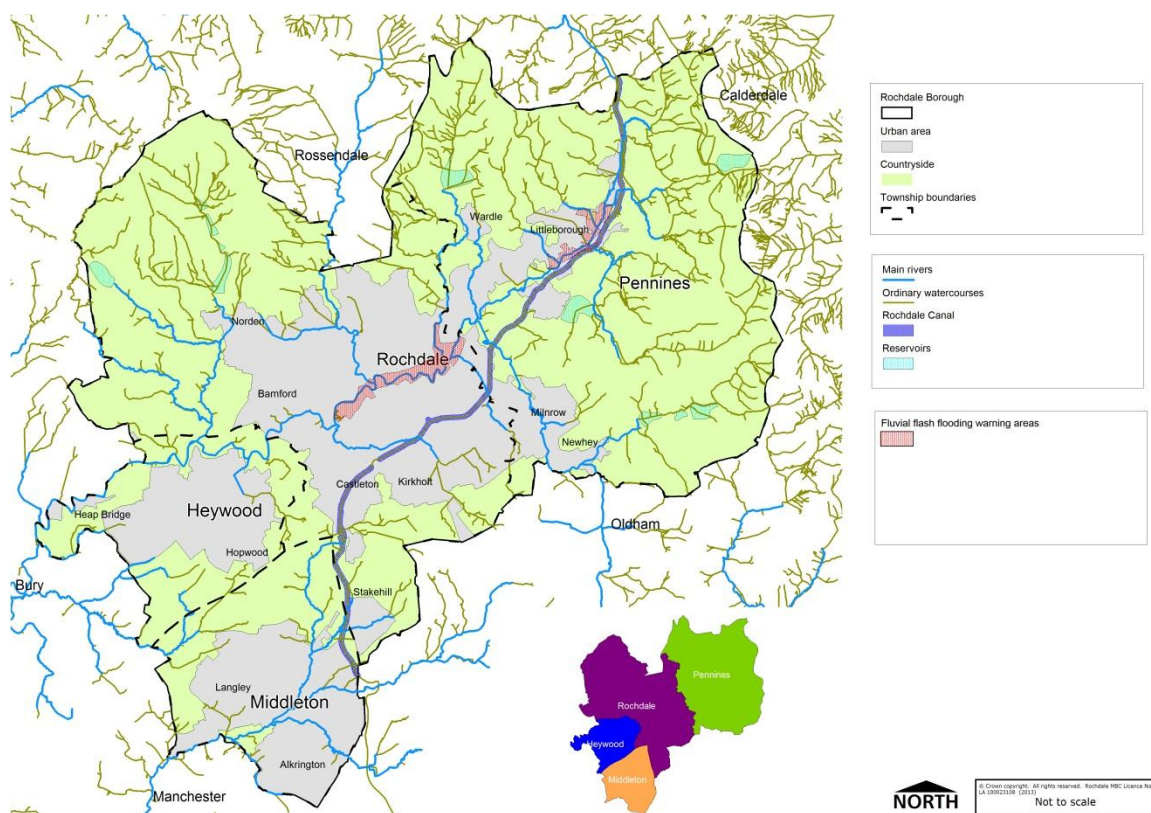 Calderdale
Rossendale
Wardle
Littleborough
Pennines
Norden
Rochdale
Bamford
Milnrow
Newhey
Castleton
Kirkholt
Heap Bridge
Heywood
Oldham
Hopwood
Bury
Stakehill
Langley
Middleton
Alkrington
Manchester
Pennines
Rochdale
Heywood
Middleton
Rochdale Borough
Urban area
Countryside
Township boundaries
Main rivers
Ordinary watercourses
Rochdale Canal
Reservoirs
Fluvial flash flooding warning areas
NORTH
© Crown copyright. All rights reserved. Rochdale MBC Licence No
LA 100023108 (2013)
Not to scale